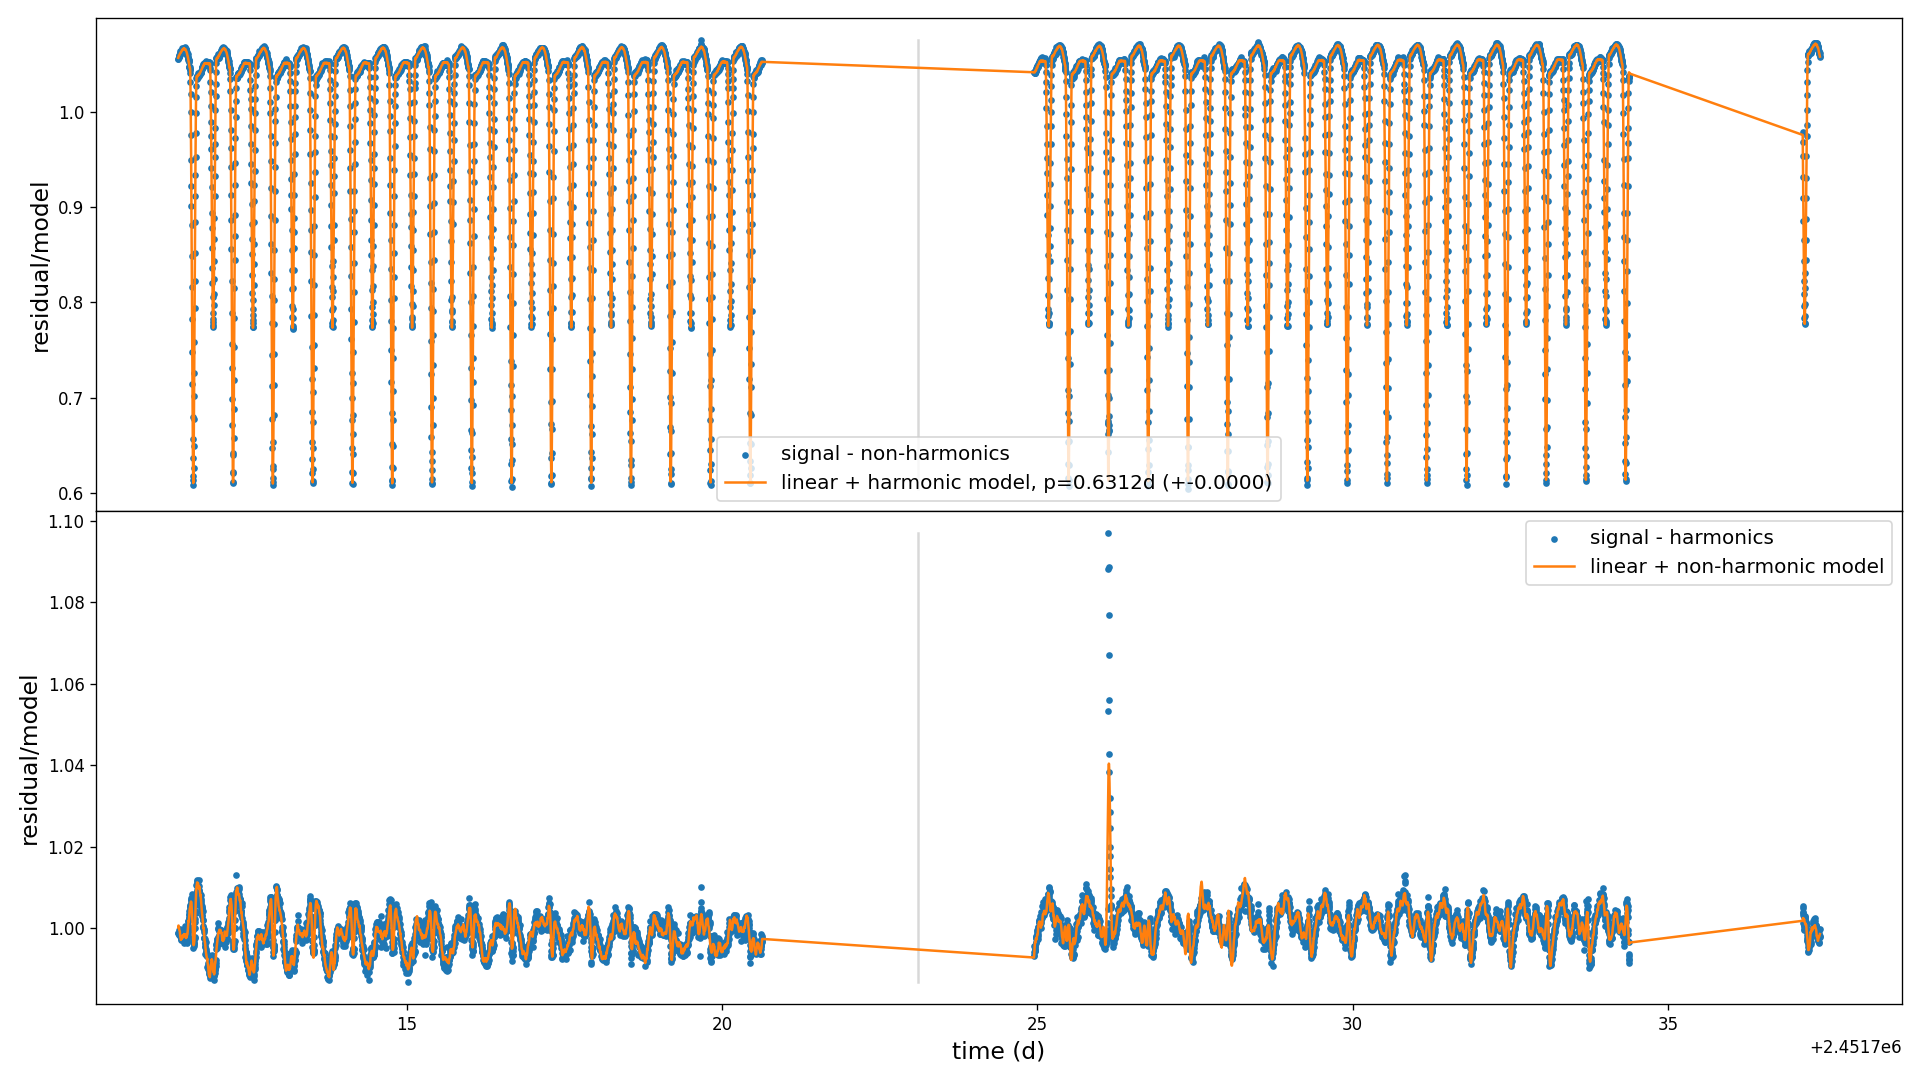 1.0
0.9
0.8
0.7
0.6
residual/model
signal - non-harmonics
linear + harmonic model, p=0.6312d (+-0.0000)
1.10
1.08
1.06
1.04
1.02
1.00
residual/model
signal - harmonics
linear + non-harmonic model
15
20
25
30
35
time (d)
+2.4517e6